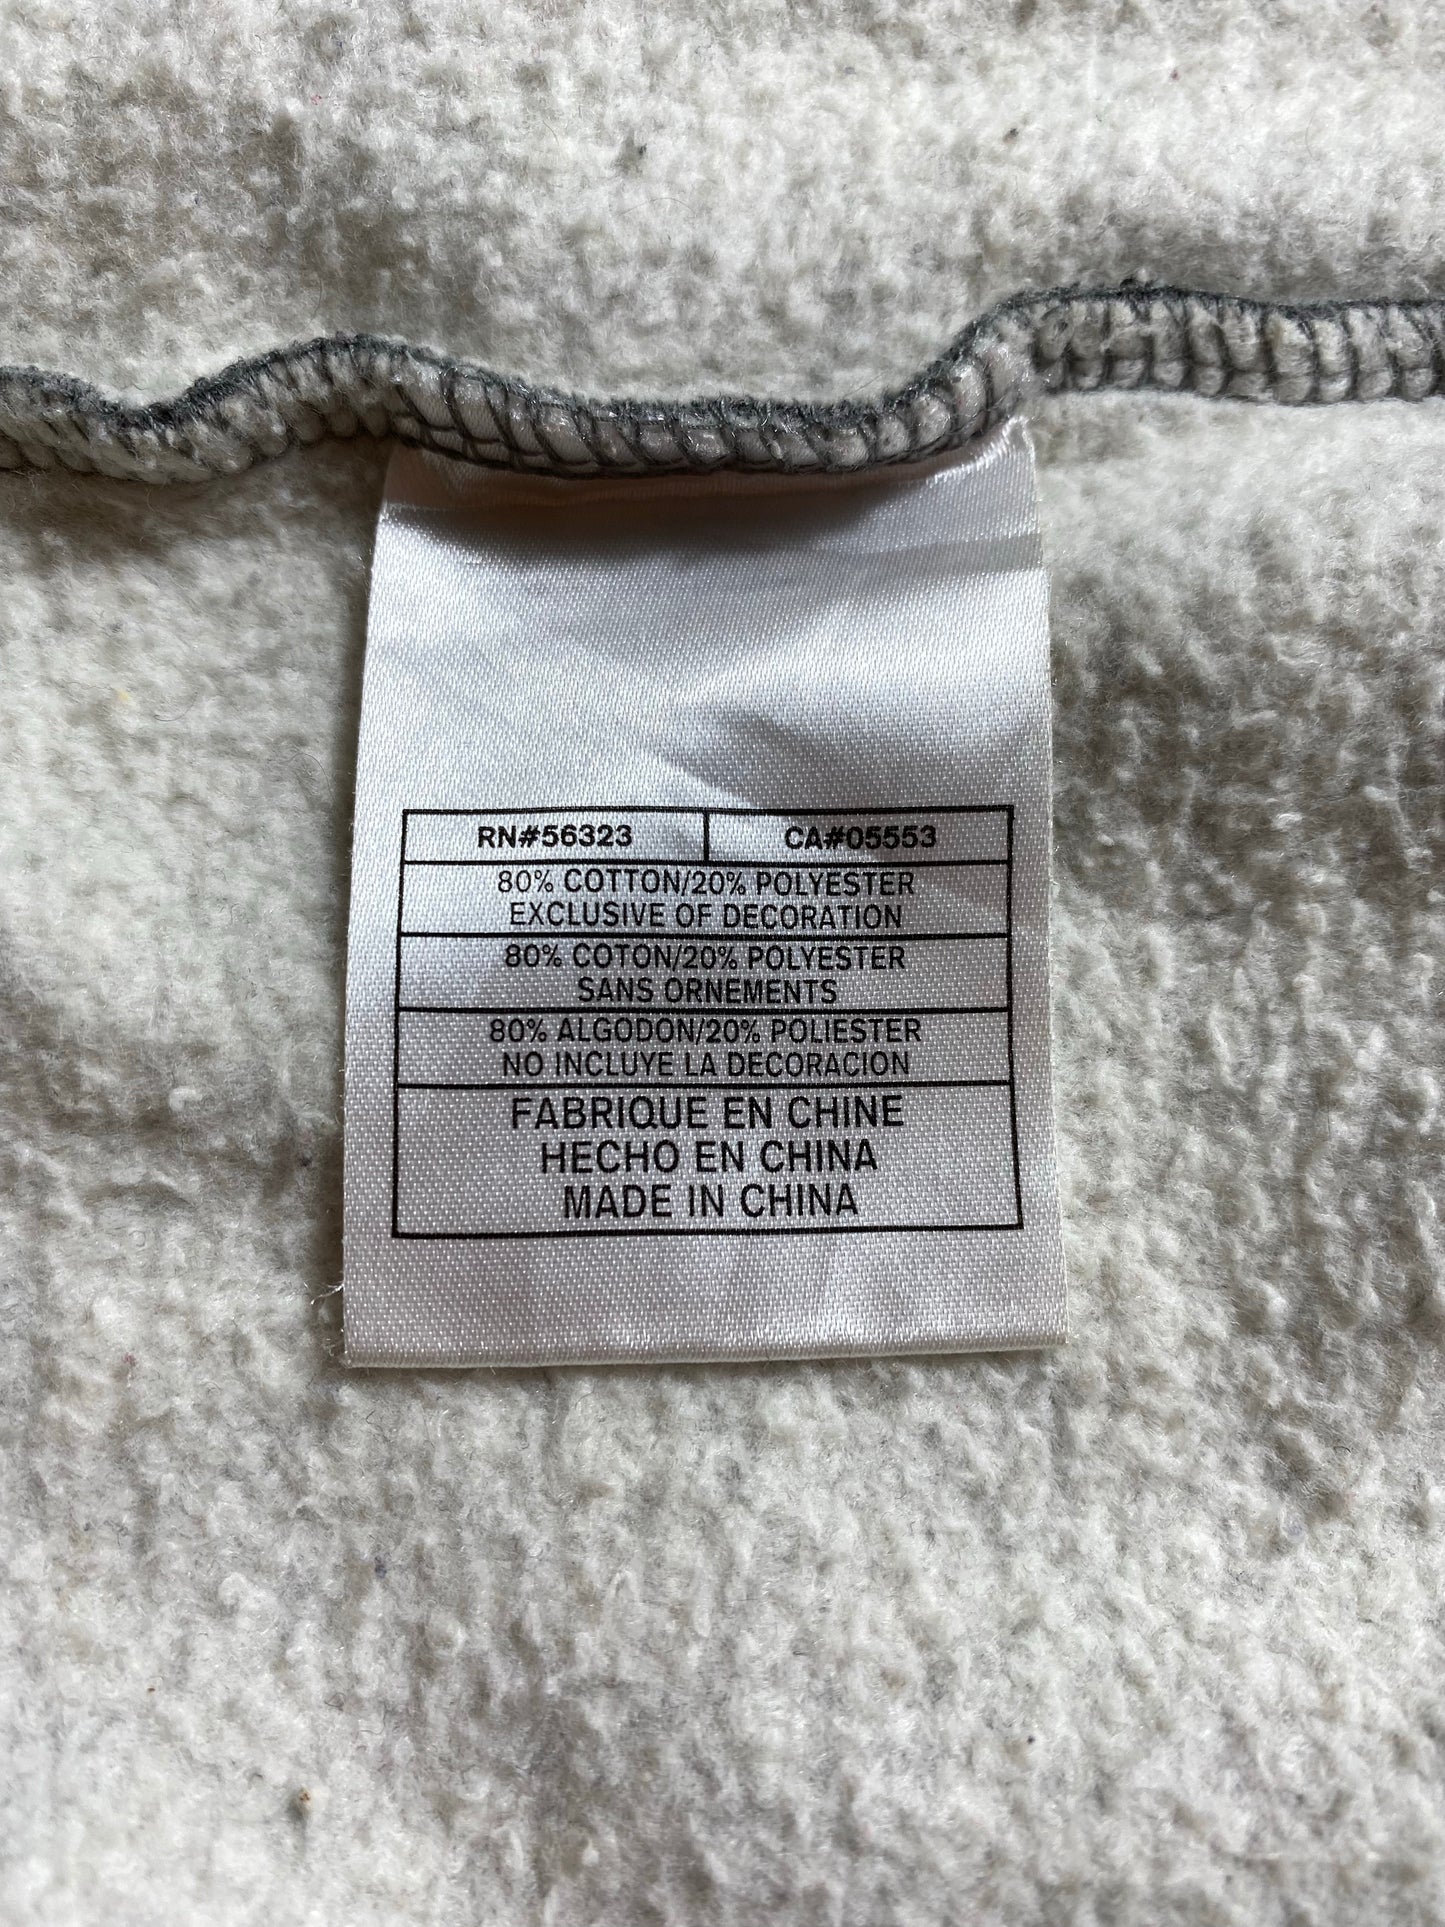 RN#56323 CA#05553
80% COTTON/20% POLYESTER
EXCLUSIVE OF DECORATION
80% COTON/20% POLYESTER
SANS ORNEMENTS
80% ALGODON/20% POLIESTER
NO INCLUYE LA DECORACION
FABRIQUE EN CHINE
HECHO EN CHINA
MADE IN CHINA